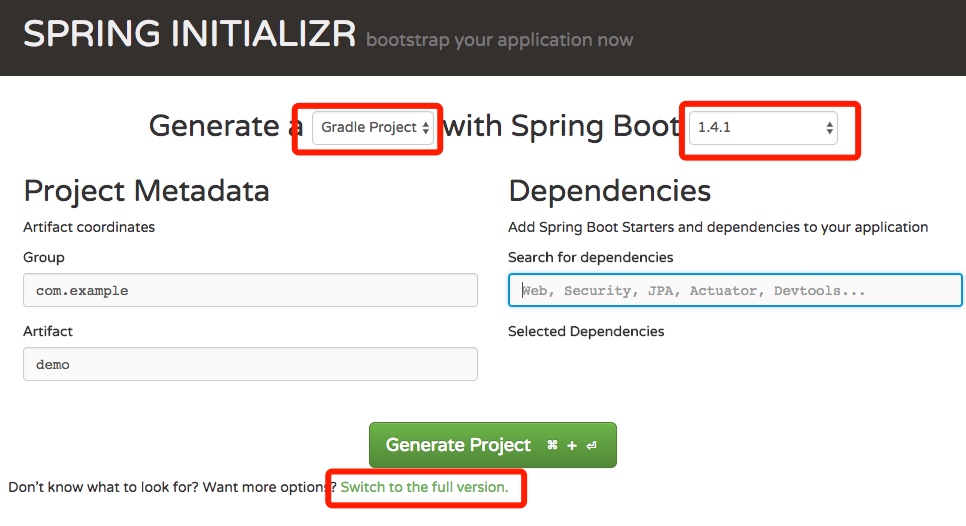 SPRING INITIALIZR bootstrap your application now
Generate a Gradle Project with Spring Boot 1.4.1
Project Metadata
Artifact coordinates
Group
com.example
Artifact
demo
Dependencies
Add Spring Boot Starters and dependencies to your application
Search for dependencies
Web, Security, JPA, Actuator, Devtools...
Selected Dependencies
Generate Project ⌘ + ⏎
Don't know what to look for? Want more options? Switch to the full version.